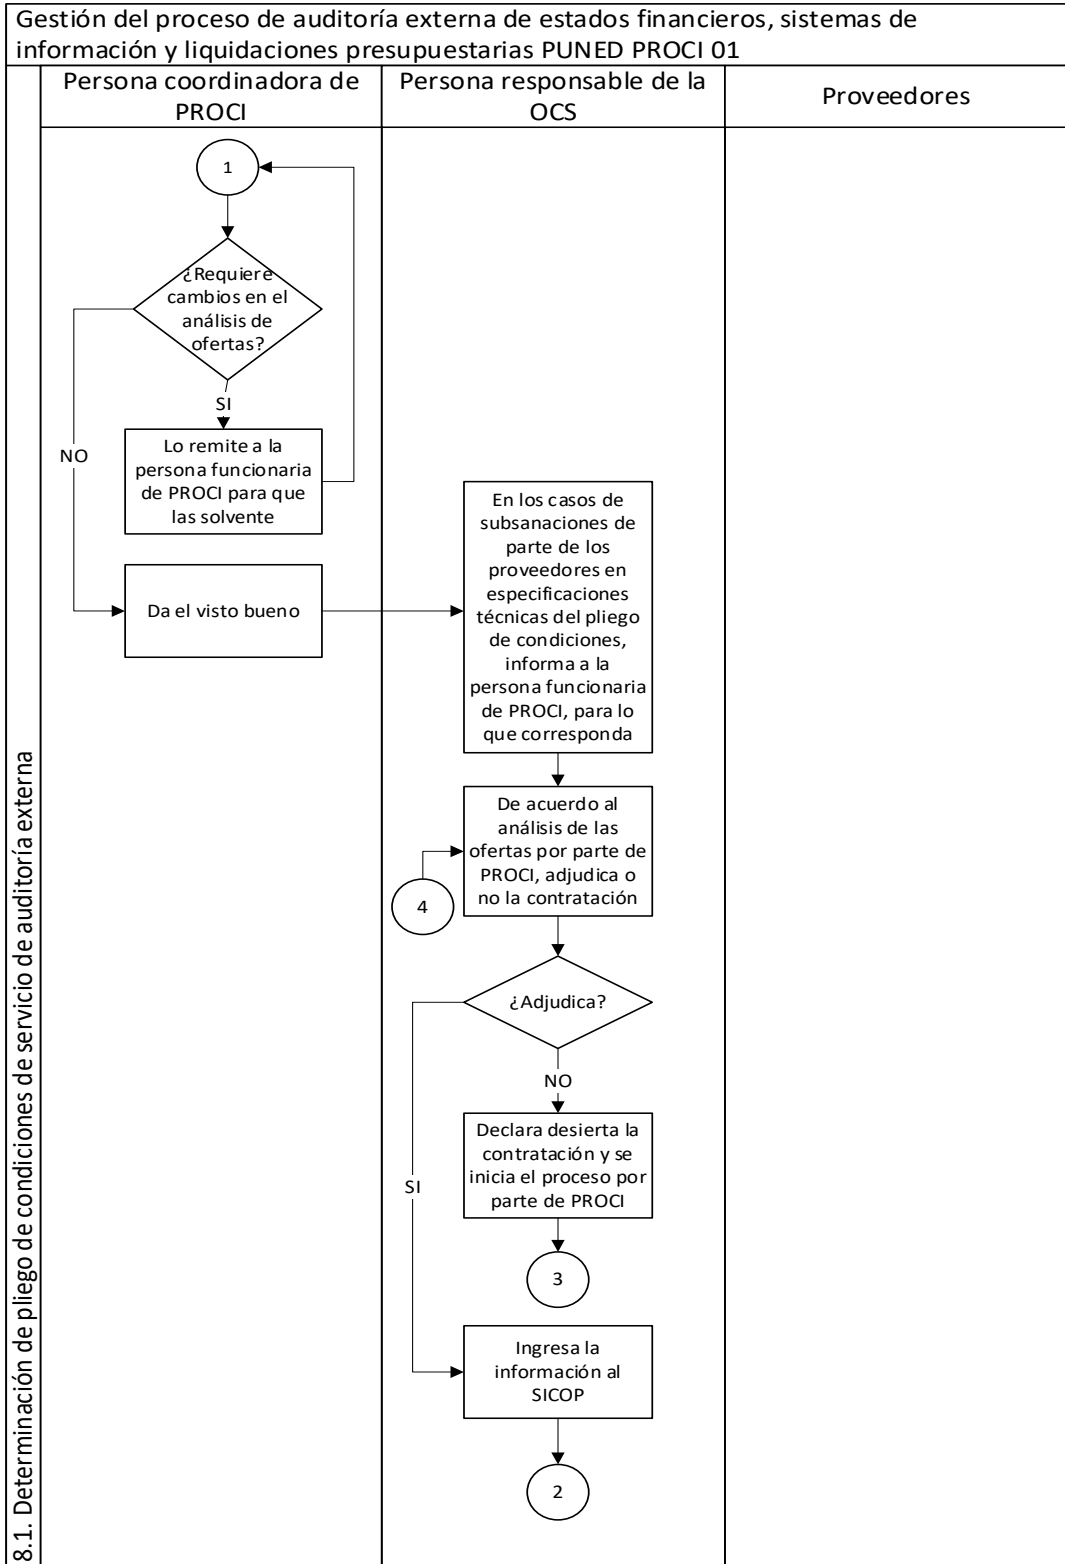 Gestión del proceso de auditoría externa de estados financieros, sistemas de
información y liquidaciones presupuestarias PUNED PROCI 01
8.1. Determinación de pliego de condiciones de servicio de auditoría externa
Persona coordinadora de
PROCI
Persona responsable de la
OCS
Proveedores
1
¿Requiere
cambios en el
análisis de
ofertas?
SI
NO
Lo remite a la
persona funcionaria
de PROCI para que
las solvente
Da el visto bueno
En los casos de
subsanaciones de
parte de los
proveedores en
especificaciones
técnicas del pliego
de condiciones,
informa a la
persona funcionaria
de PROCI, para lo
que corresponda
De acuerdo al
análisis de las
ofertas por parte de
PROCI, adjudica o
no la contratación
4
¿Adjudica?
NO
SI
Declara desierta la
contratación y se
inicia el proceso por
parte de PROCI
3
Ingresa la
información al
SICOP
2